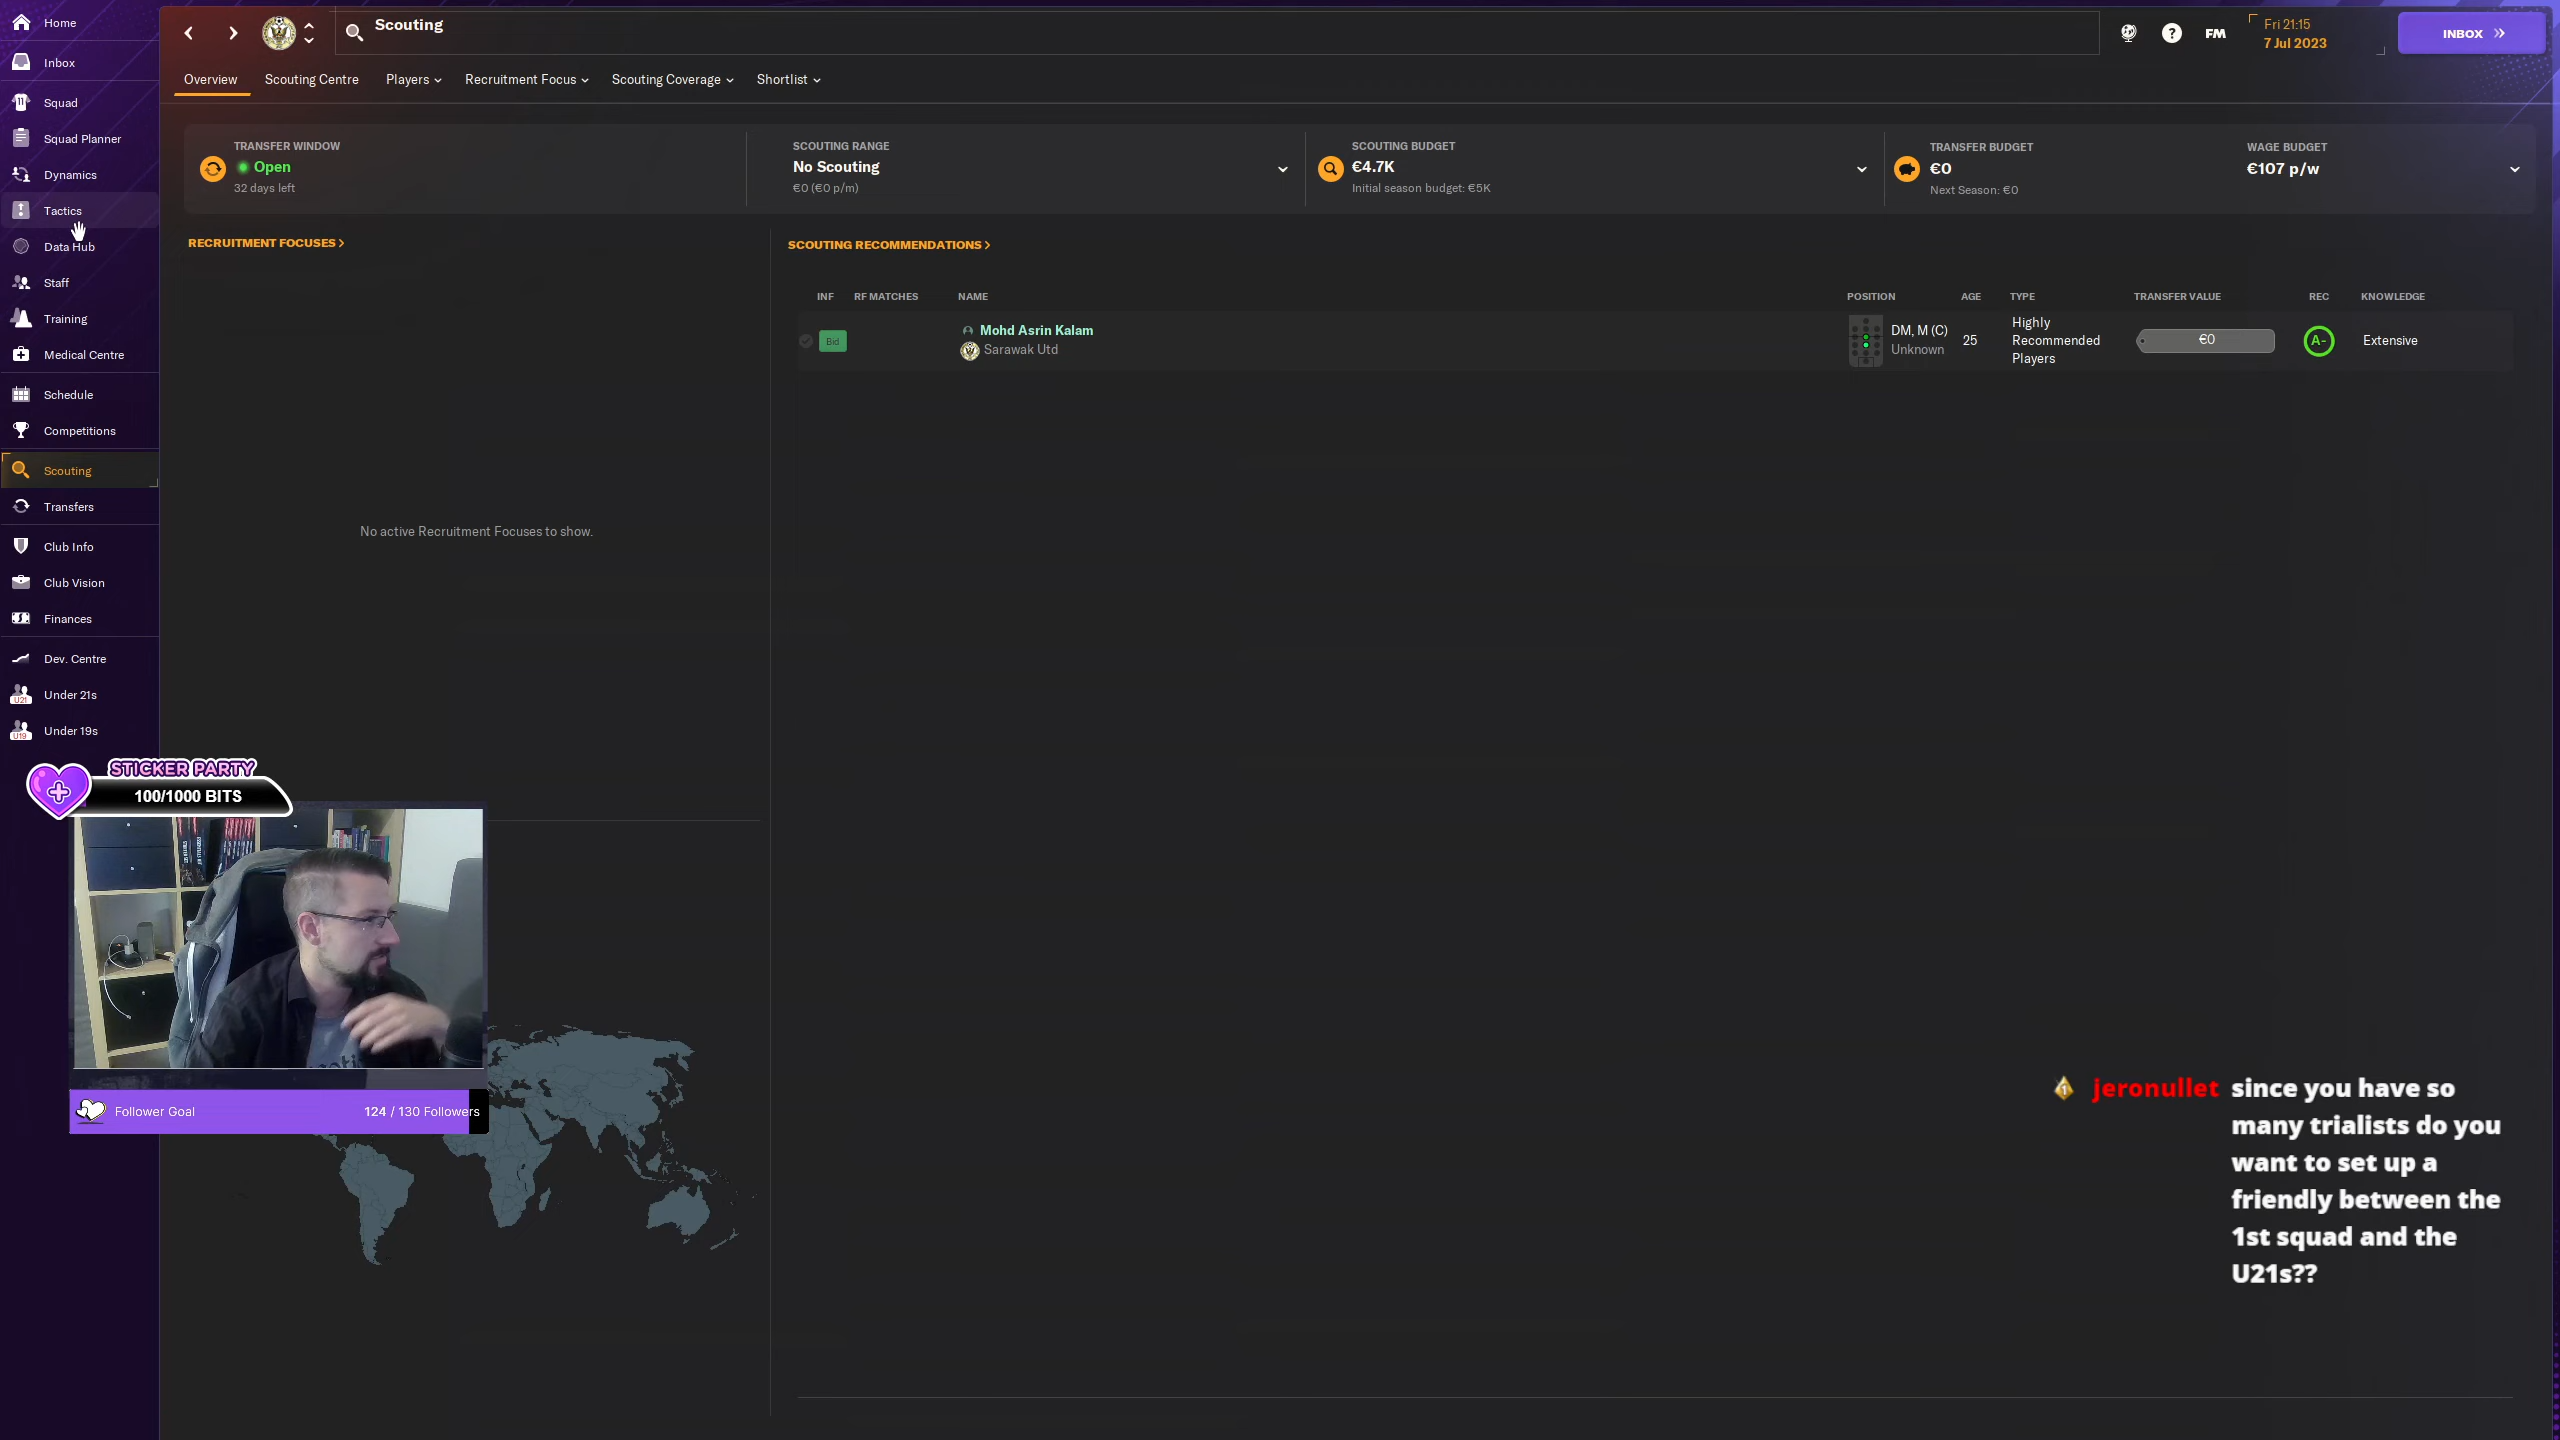 Home
Inbox
Squad
Squad Planner
Dynamics
Tactics
Data Hub
Staff
Training
Medical Centre
Schedule
Competitions
Scouting
Transfers
Club Info
Club Vision
Finances
Dev. Centre
U21
Under 21s
U19
Under 19s
Scouting
FM
Fri 21:15
7 Jul 2023
INBOX
Overview
Scouting Centre
Players
Recruitment Focus
Scouting Coverage
Shortlist
TRANSFER WINDOW
Open
32 days left
SCOUTING RANGE
No Scouting
€0 (€0 p/m)
SCOUTING BUDGET
€4.7K
Initial season budget: €5K
TRANSFER BUDGET
€0
Next Season: €0
WAGE BUDGET
€107 p/w
RECRUITMENT FOCUSES
No active Recruitment Focuses to show.
SCOUTING RECOMMENDATIONS
INF RF MATCHES NAME POSITION AGE TYPE TRANSFER VALUE REC KNOWLEDGE
Bid
Mohd Asrin Kalam
Sarawak Utd
DM, M (C)
Unknown
25
Highly
Recommended
Players
€0
A-
Extensive
STICKER PARTY
100/1000 BITS
Follower Goal 124 / 130 Followers
jeronullet since you have so
many trialists do you
want to set up a
friendly between the
1st squad and the
U21s??